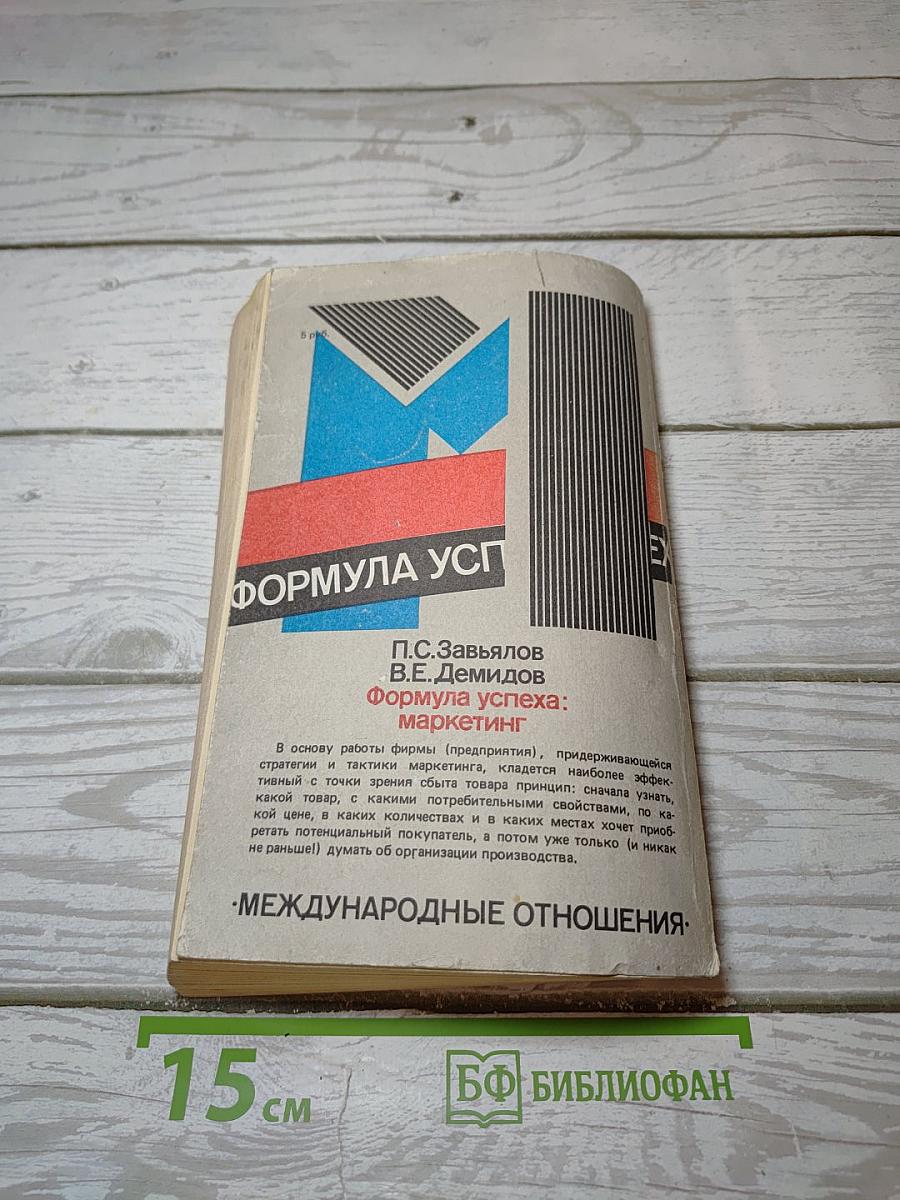 5 руб.
ФОРМУЛА УСП
ЕХ
П.С.Завьялов
В.Е.Демидов
Формула успеха:
маркетинг
В основу работы фирмы (предприятия), придерживающейся
стратегии и тактики маркетинга, кладется наиболее эффек-
тивный с точки зрения сбыта товара принцип: сначала узнать,
какой товар, с какими потребительными свойствами, по ка-
кой цене, в каких количествах и в каких местах хочет приоб-
ретать потенциальный покупатель, а потом уже только (и никак
не раньше!) думать об организации производства.
·МЕЖДУНАРОДНЫЕ ОТНОШЕНИЯ·
15 см
БФ БИБЛИОФАН